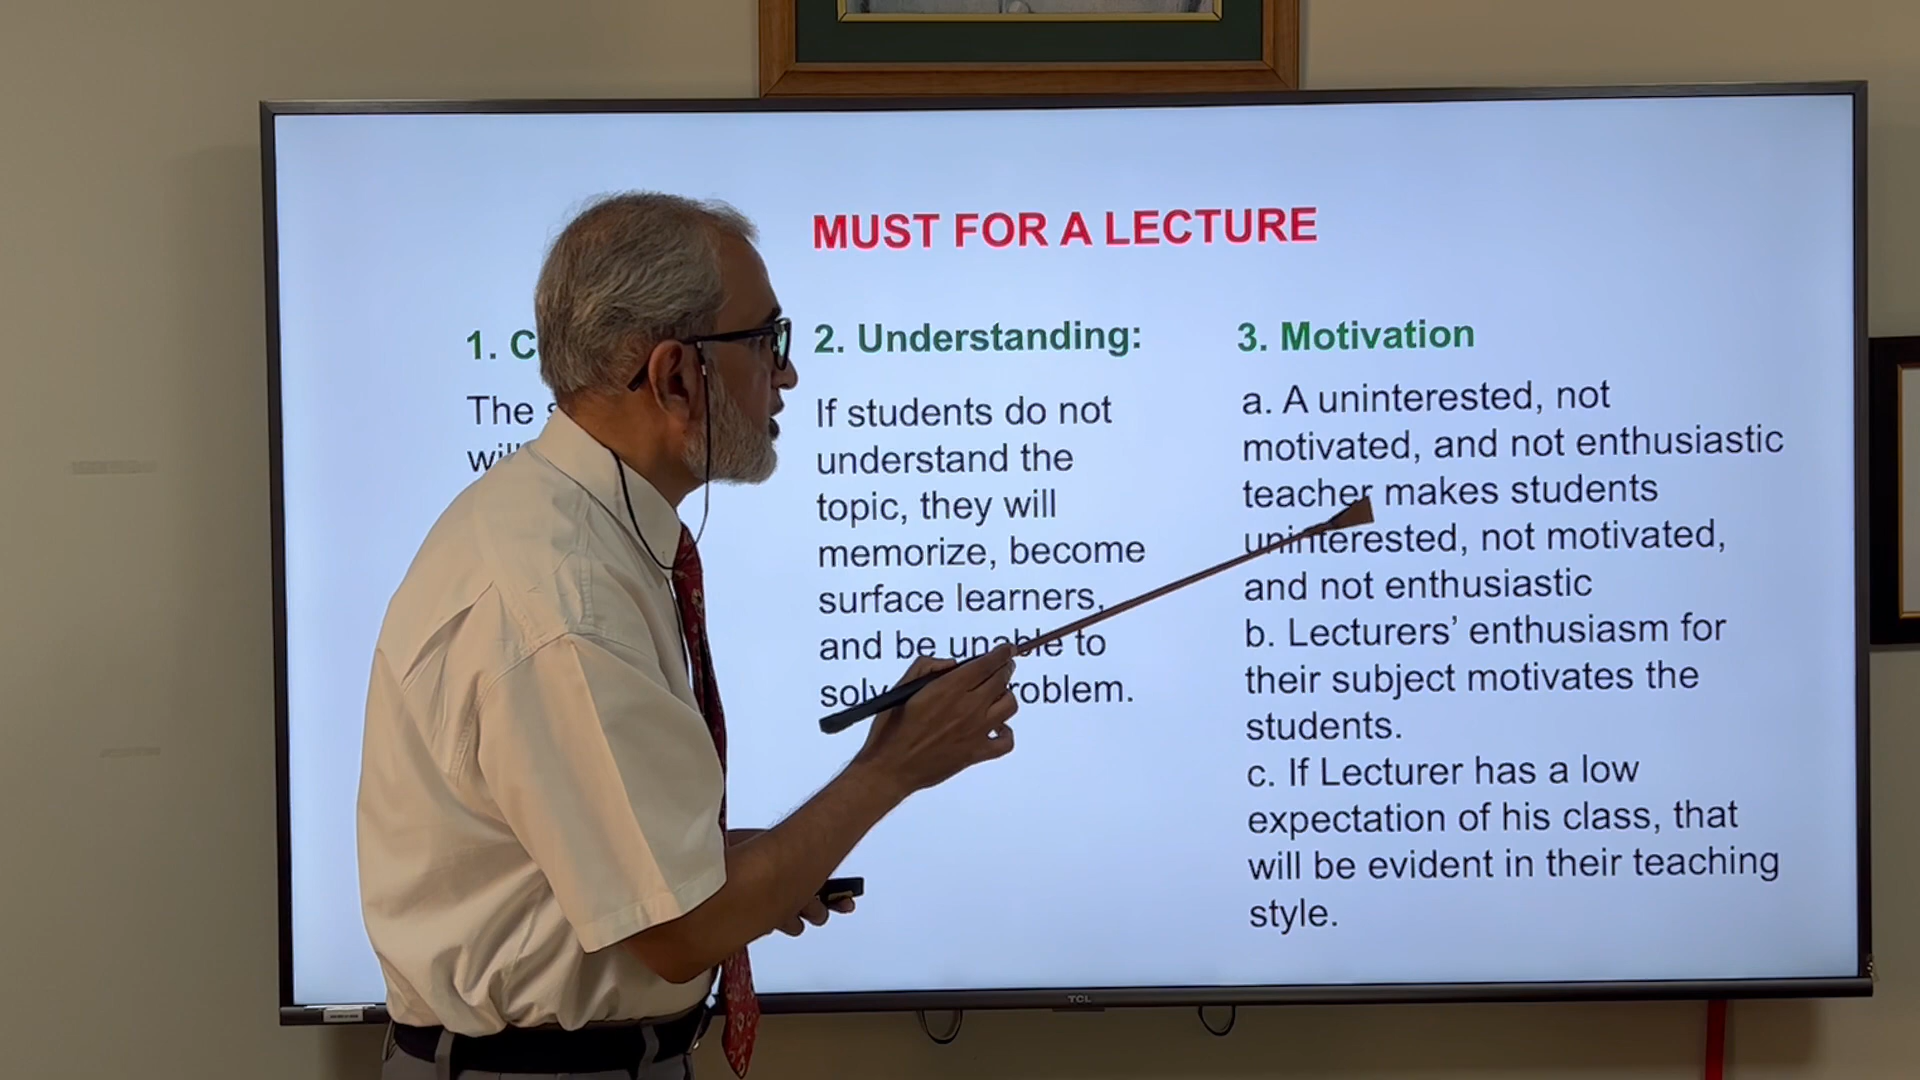 MUST FOR A LECTURE
1. C
The
2. Understanding:
If students do not
understand the
topic, they will
memorize, become
surface learners,
and be unable to
3. Motivation
a. A uninterested, not
motivated, and not enthusiastic
teacher makes students
uninterested, not motivated,
and not enthusiastic
b. Lecturers’ enthusiasm for
their subject motivates the
students.
c. If Lecturer has a low
expectation of his class, that
will be evident in their teaching
style.
TCL